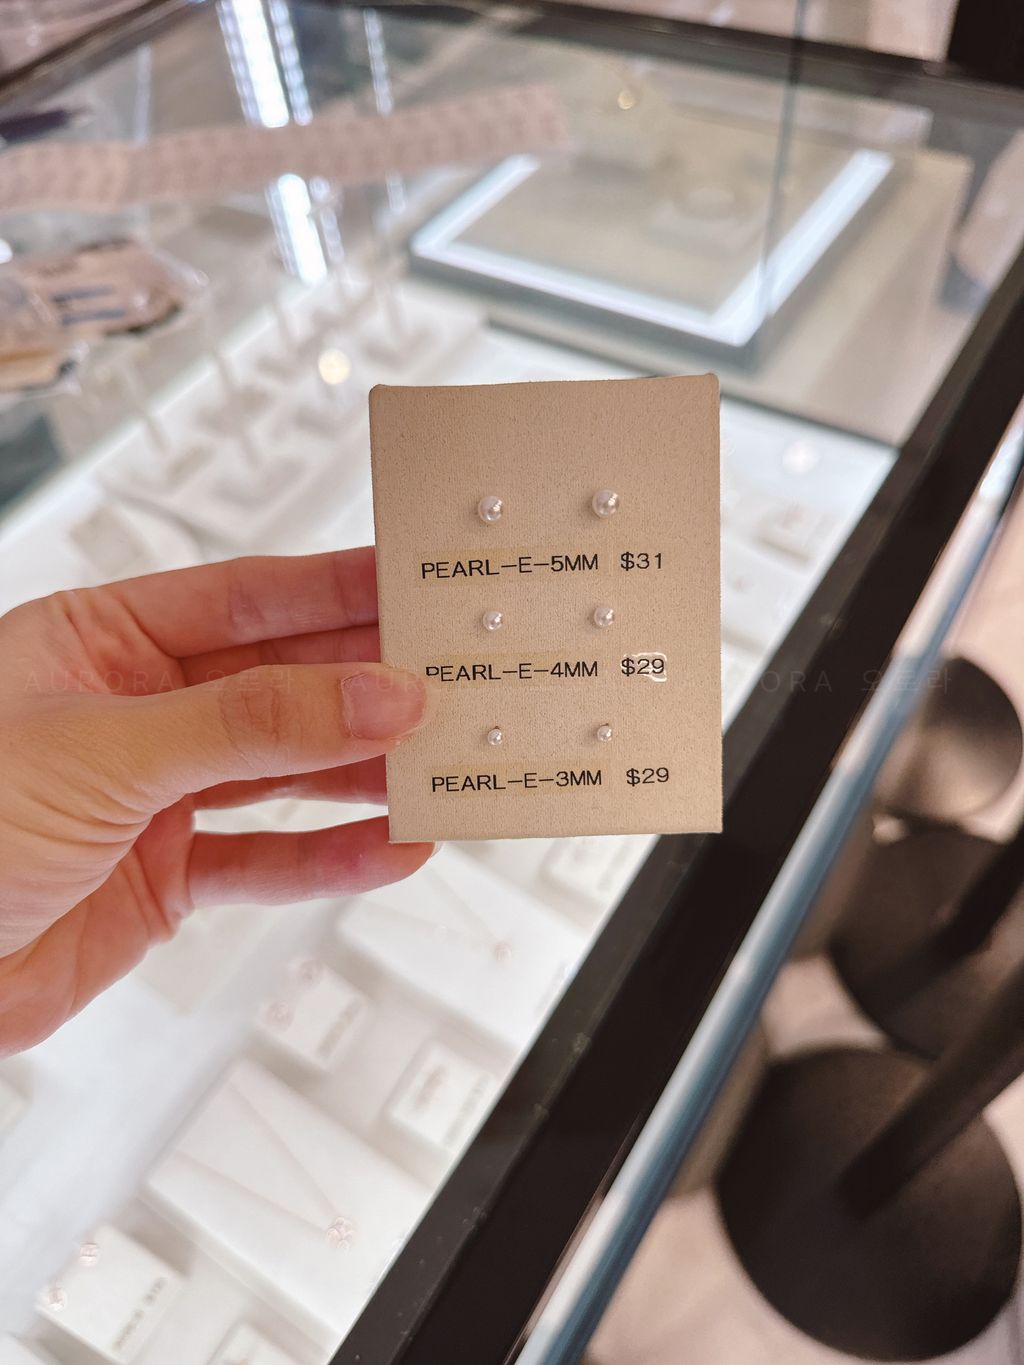 PEARL-E-5MM $31
PEARL-E-4MM $29
AURORA 오로라 AURORA 오로라
PEARL-E-3MM $29